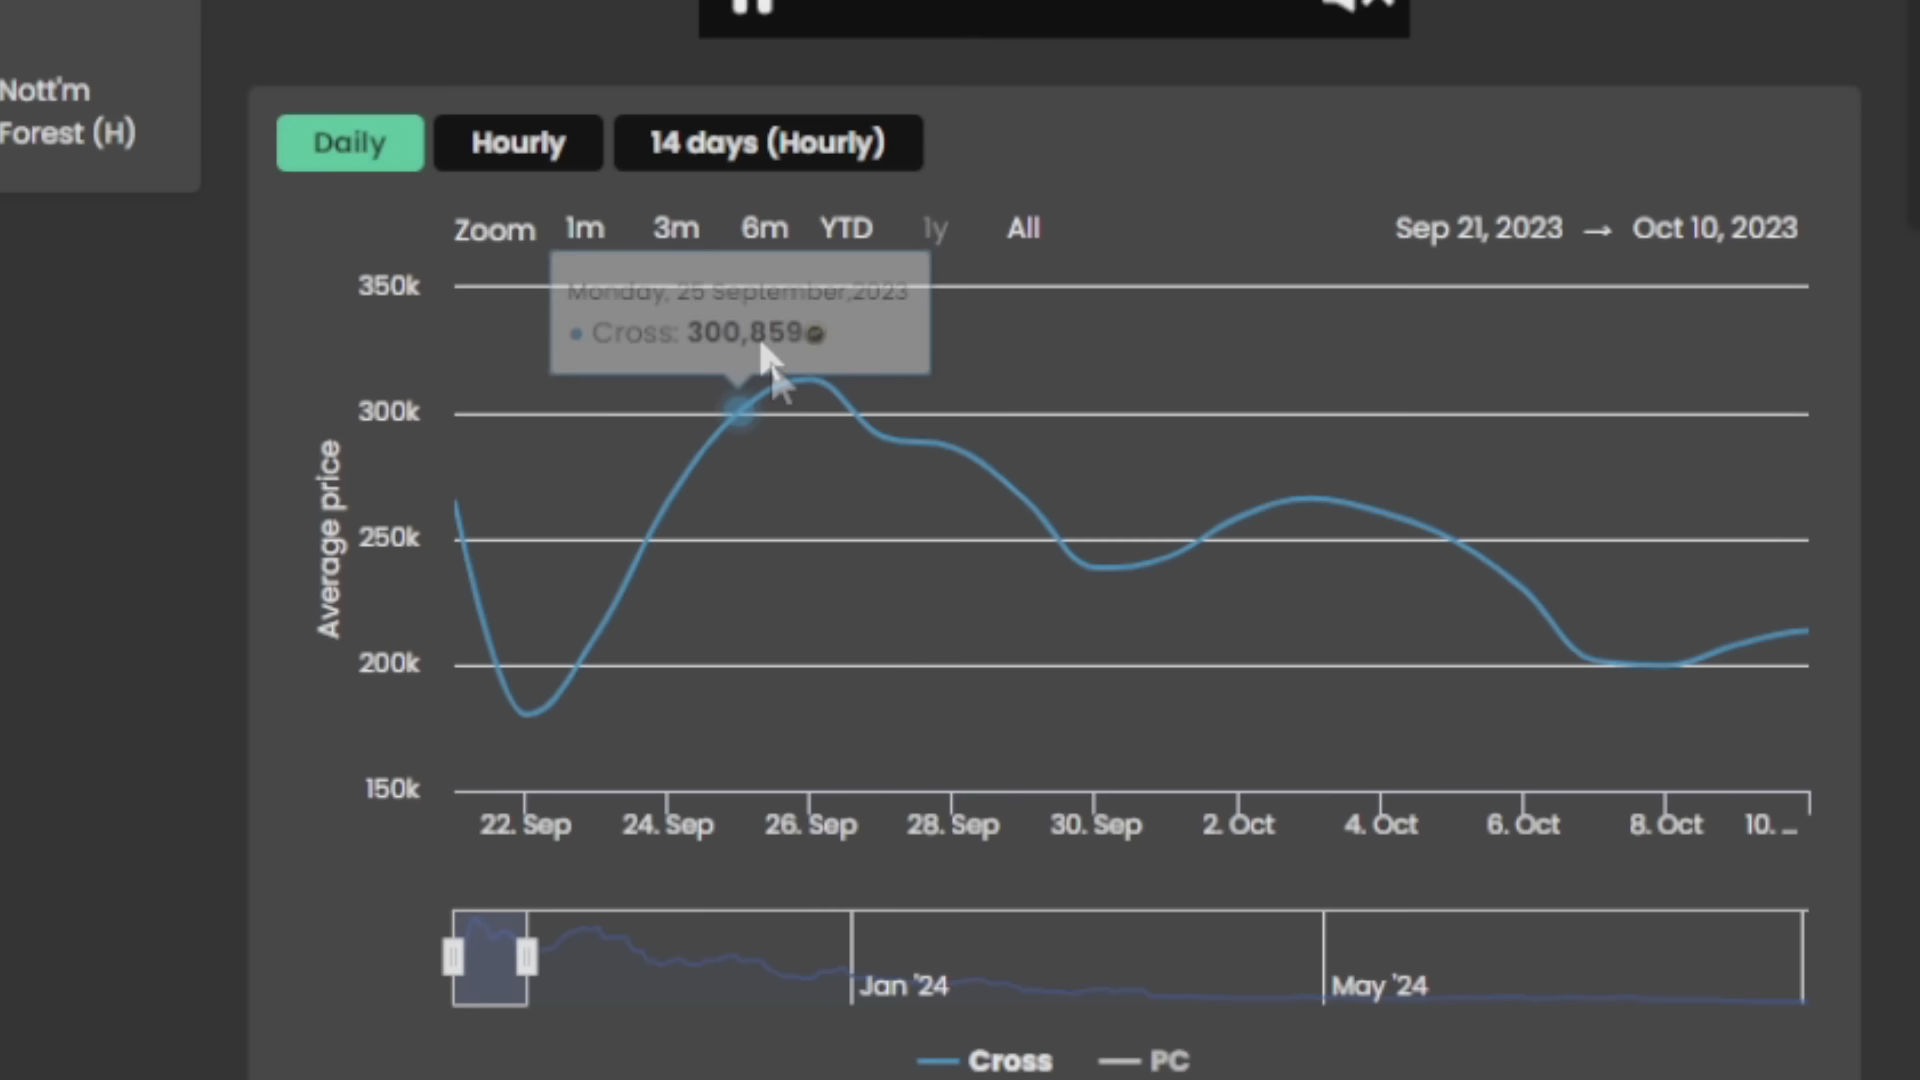 Nott'm
Forest (H)
Daily
Hourly
14 days (Hourly)
Zoom
1m
3m
6m
YTD
1y
All
Sep 21, 2023 → Oct 10, 2023
Monday, 25 September,2023
Cross: 300,859
350k
300k
250k
200k
150k
Average price
22. Sep
24. Sep
26. Sep
28. Sep
30. Sep
2. Oct
4. Oct
6. Oct
8. Oct
10. ...
Jan '24
May '24
Cross
PC